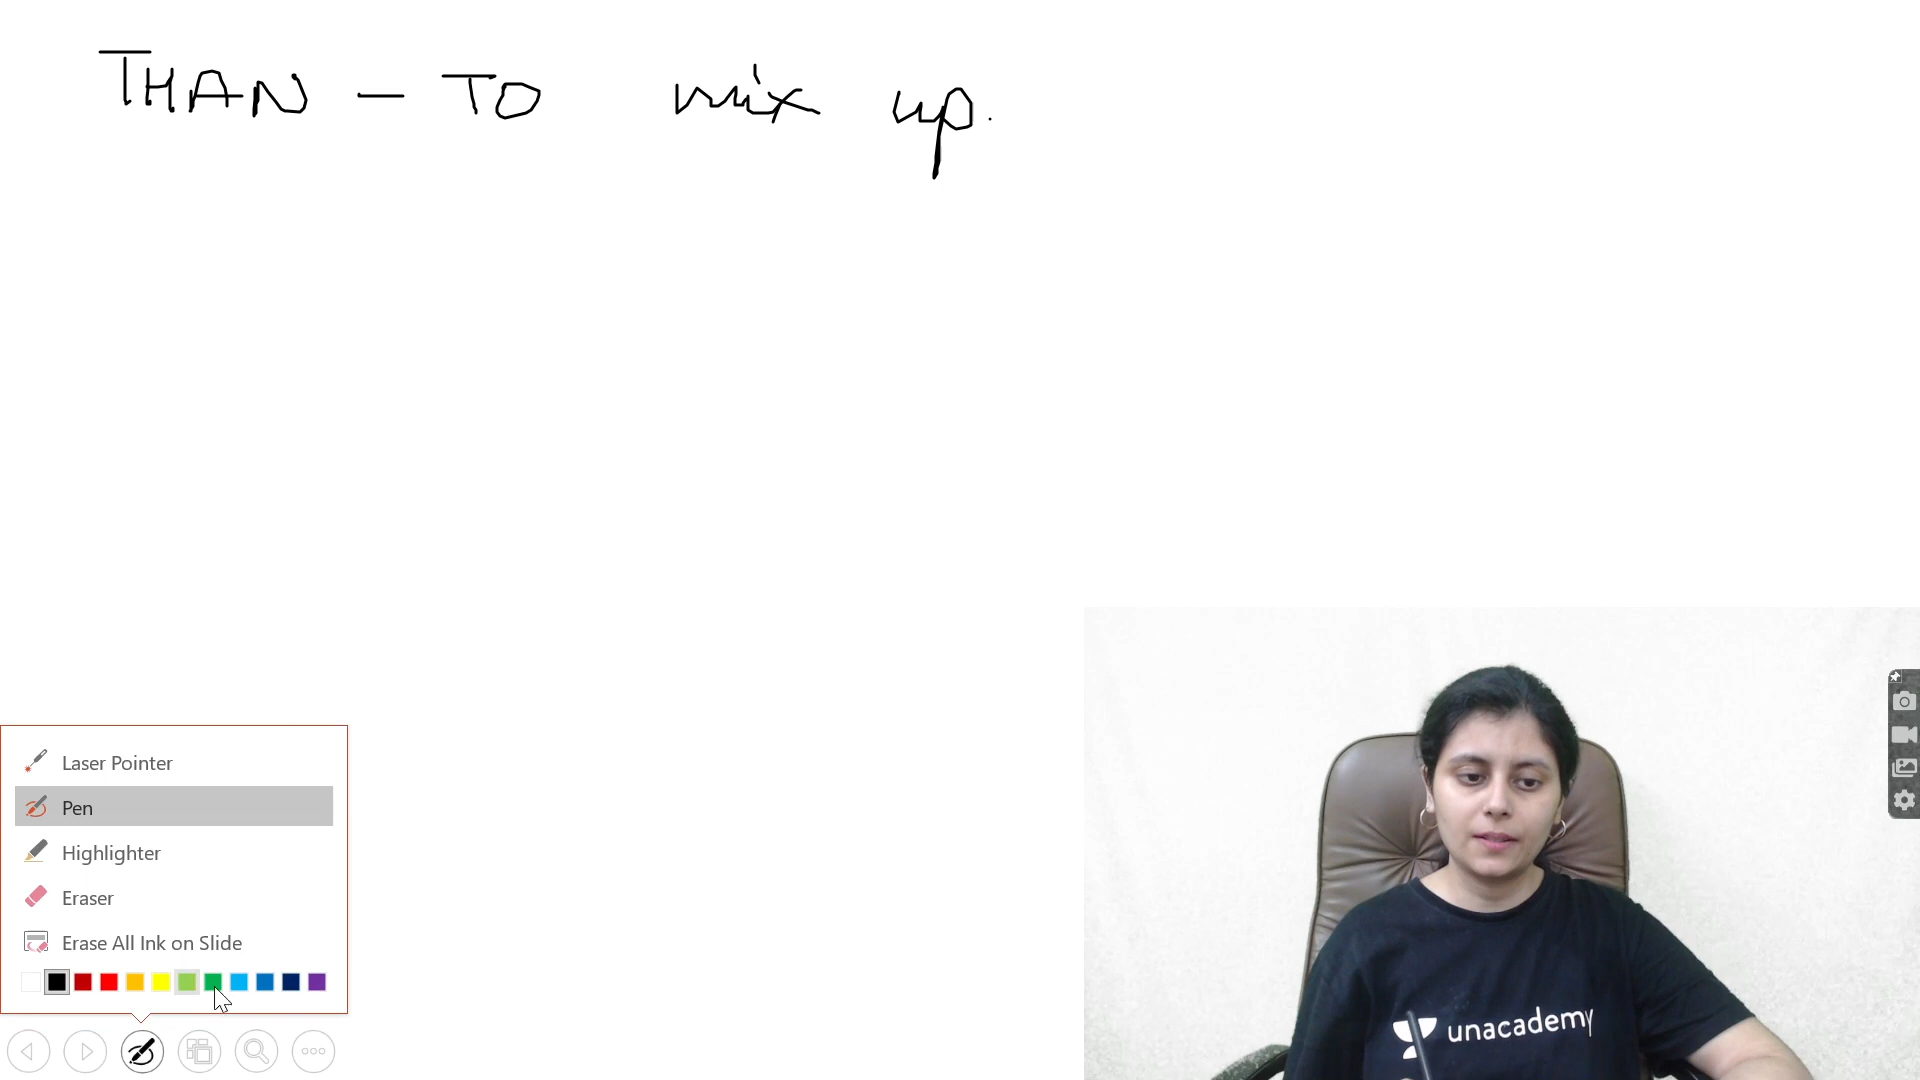 THAN - TO mix up.
Laser Pointer
Pen
Highlighter
Eraser
Erase All Ink on Slide
unacademy